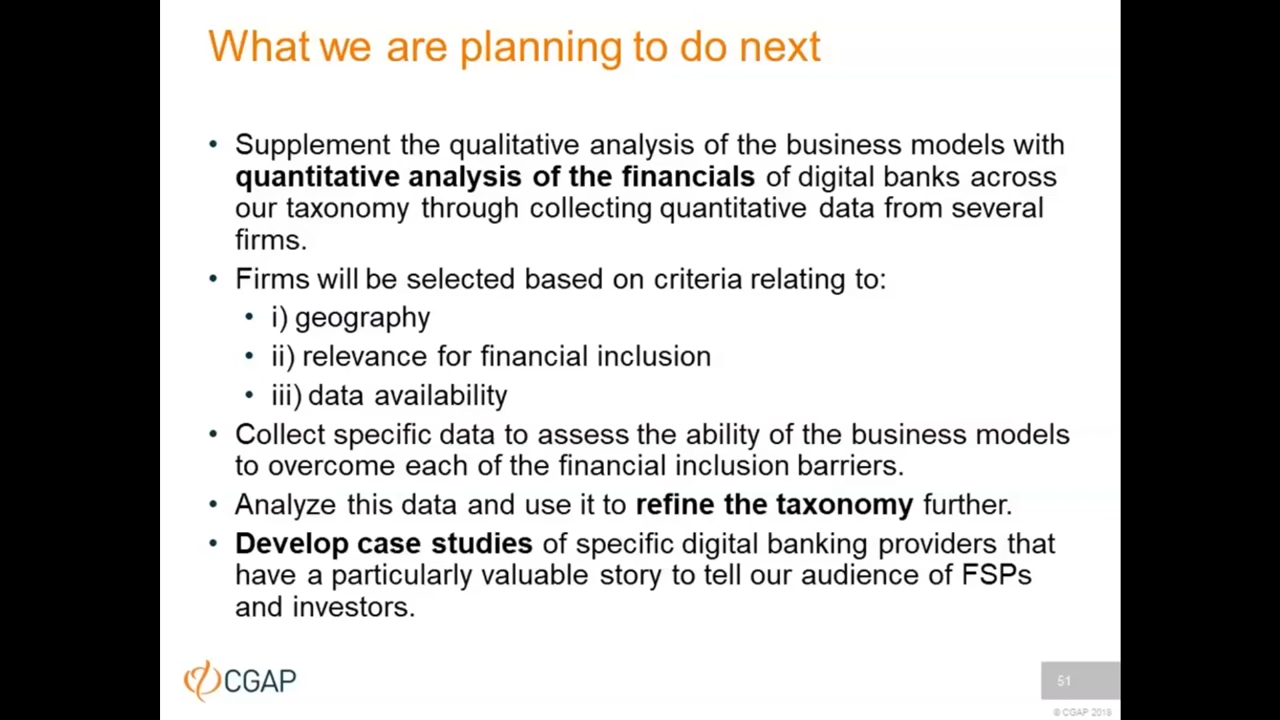 What we are planning to do next
• Supplement the qualitative analysis of the business models with
quantitative analysis of the financials of digital banks across
our taxonomy through collecting quantitative data from several
firms.
• Firms will be selected based on criteria relating to:
• i) geography
• ii) relevance for financial inclusion
• iii) data availability
• Collect specific data to assess the ability of the business models
to overcome each of the financial inclusion barriers.
• Analyze this data and use it to refine the taxonomy further.
• Develop case studies of specific digital banking providers that
have a particularly valuable story to tell our audience of FSPs
and investors.
CGAP
51
© CGAP 2018